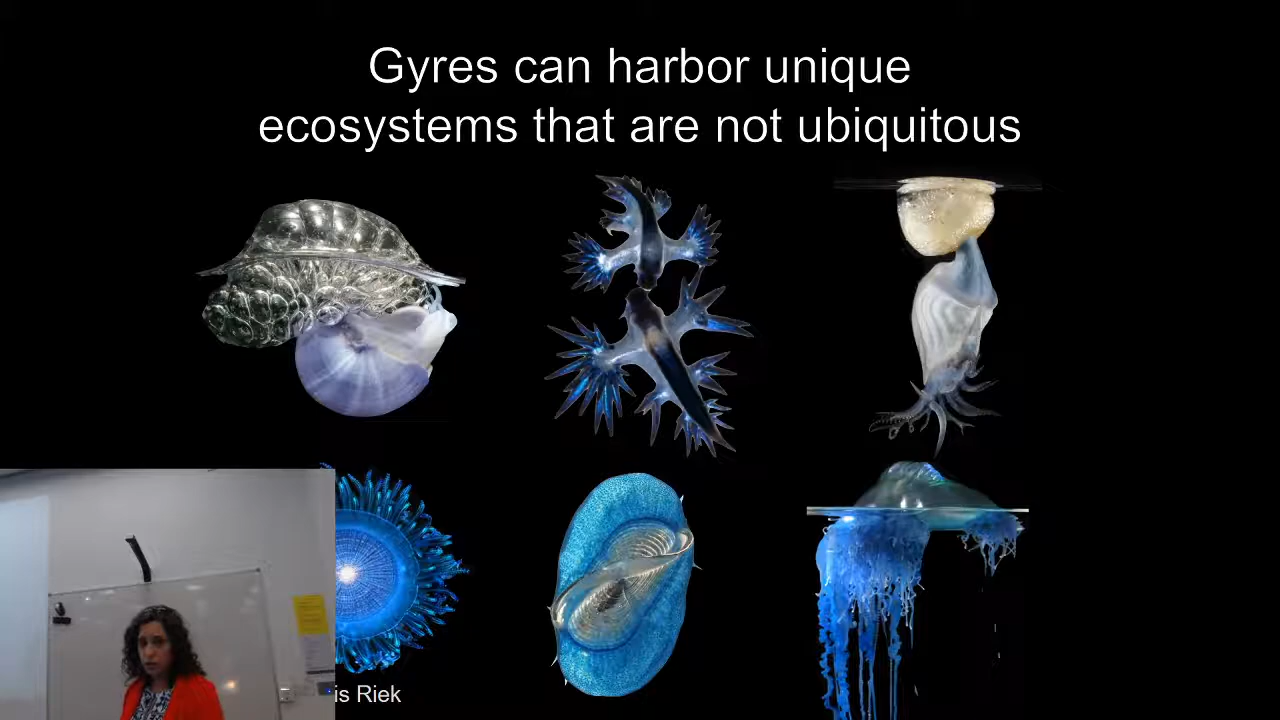 Gyres can harbor unique
ecosystems that are not ubiquitous
is Riek